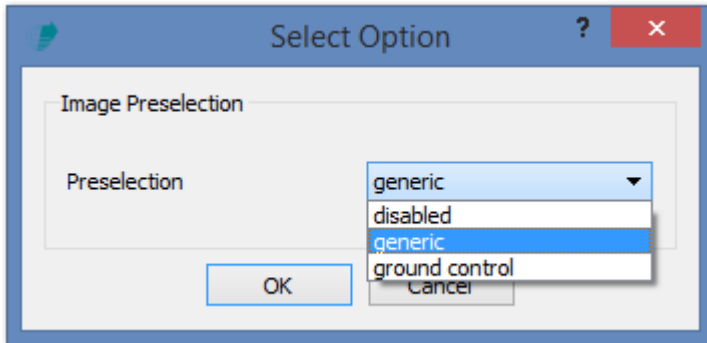 Select Option
?
Image Preselection
Preselection generic
disabled
generic
ground control
OK Cancel